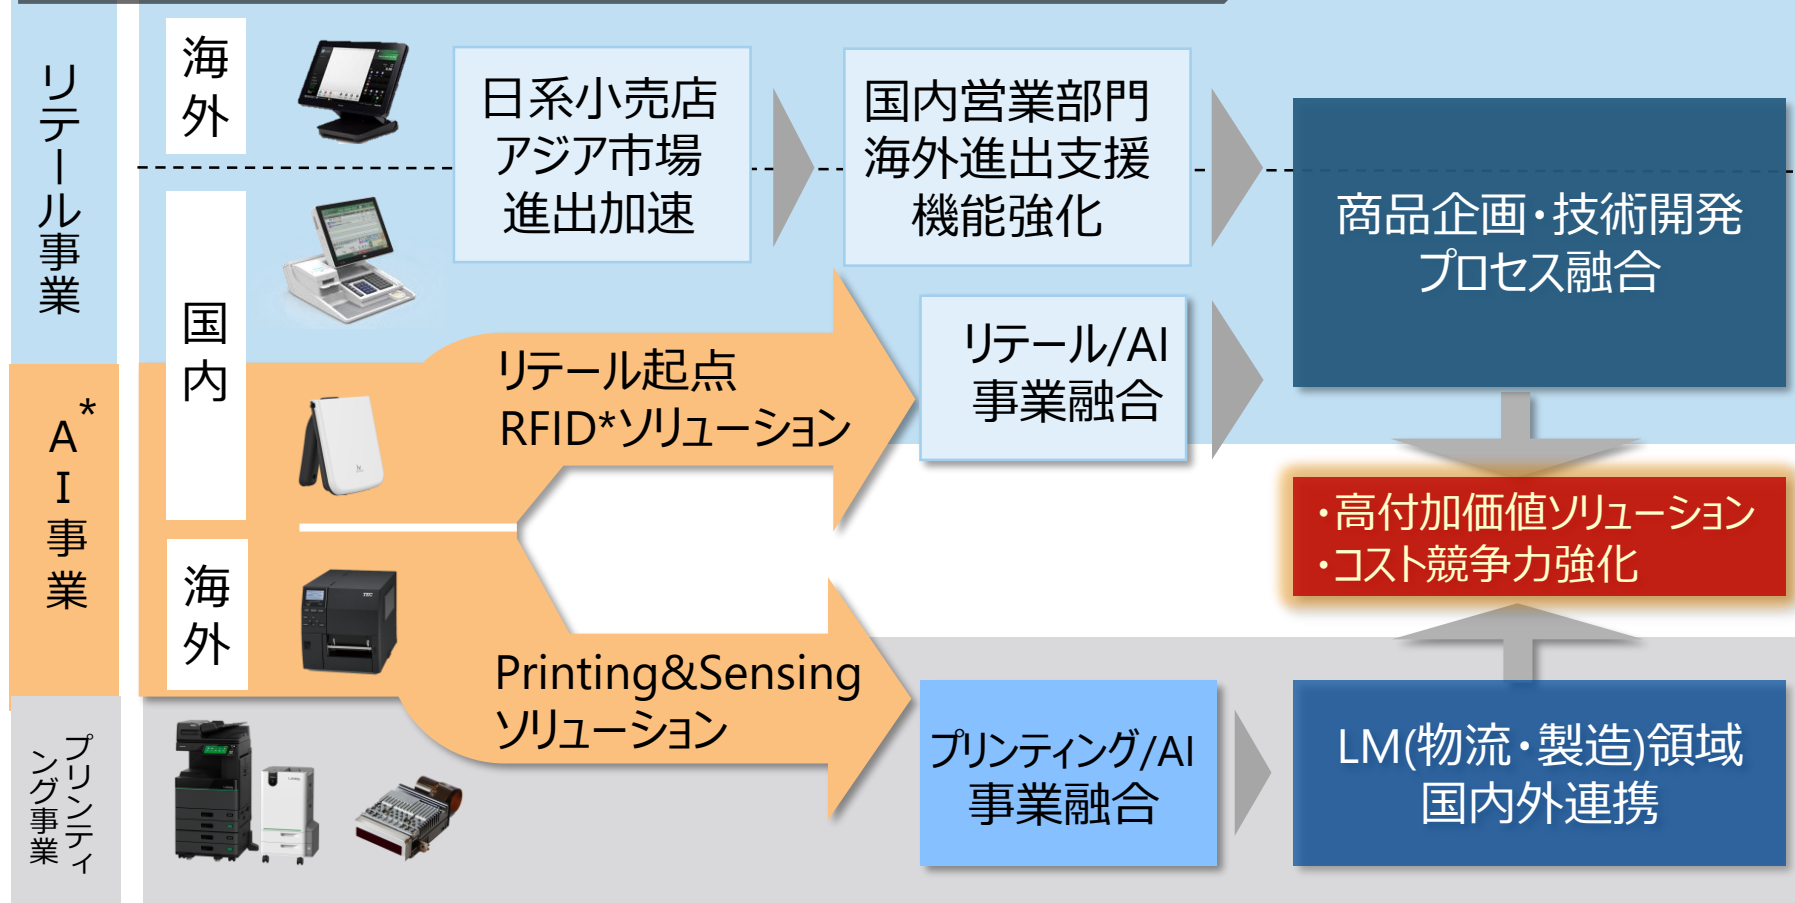 リテール事業
海外
日系小売店
アジア市場
進出加速
国内営業部門
海外進出支援
機能強化
商品企画・技術開発
プロセス融合
国内
リテール起点
RFID*ソリューション
リテール/AI
事業融合
AI*事業
・高付加価値ソリューション
・コスト競争力強化
海外
Printing&Sensing
ソリューション
プリンティング/AI
事業融合
LM(物流・製造)領域
国内外連携
プリンティ
ング事業
TEC